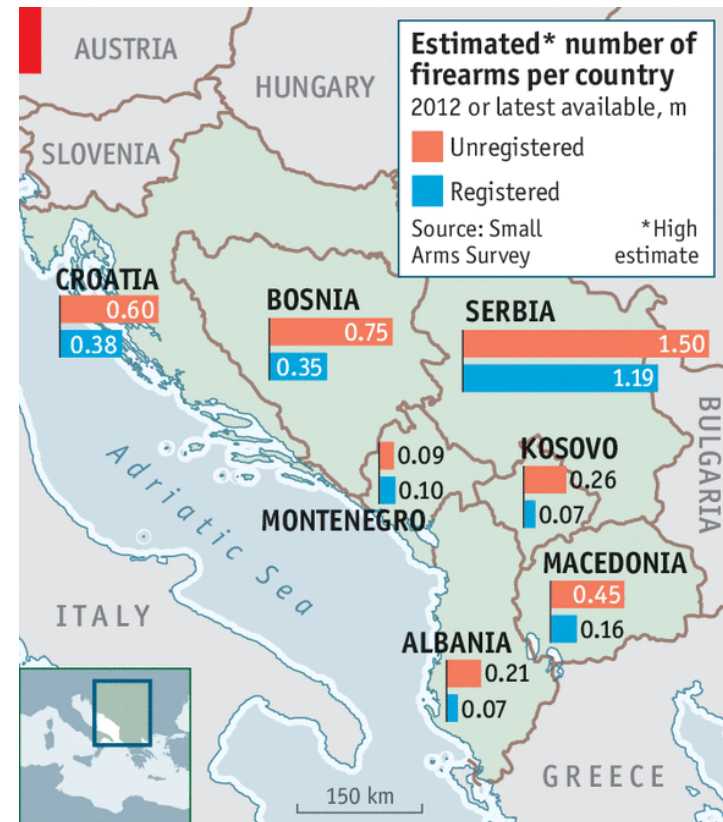 Estimated* number of
firearms per country
2012 or latest available, m
Unregistered
Registered
Source: Small
Arms Survey
*High
estimate
AUSTRIA
HUNGARY
SLOVENIA
CROATIA
0.60
0.38
BOSNIA
0.75
0.35
SERBIA
1.50
1.19
BULGARIA
0.09
0.10
MONTENEGRO
KOSOVO
0.26
0.07
Adriatic Sea
MACEDONIA
0.45
0.16
ITALY
ALBANIA
0.21
0.07
GREECE
150 km